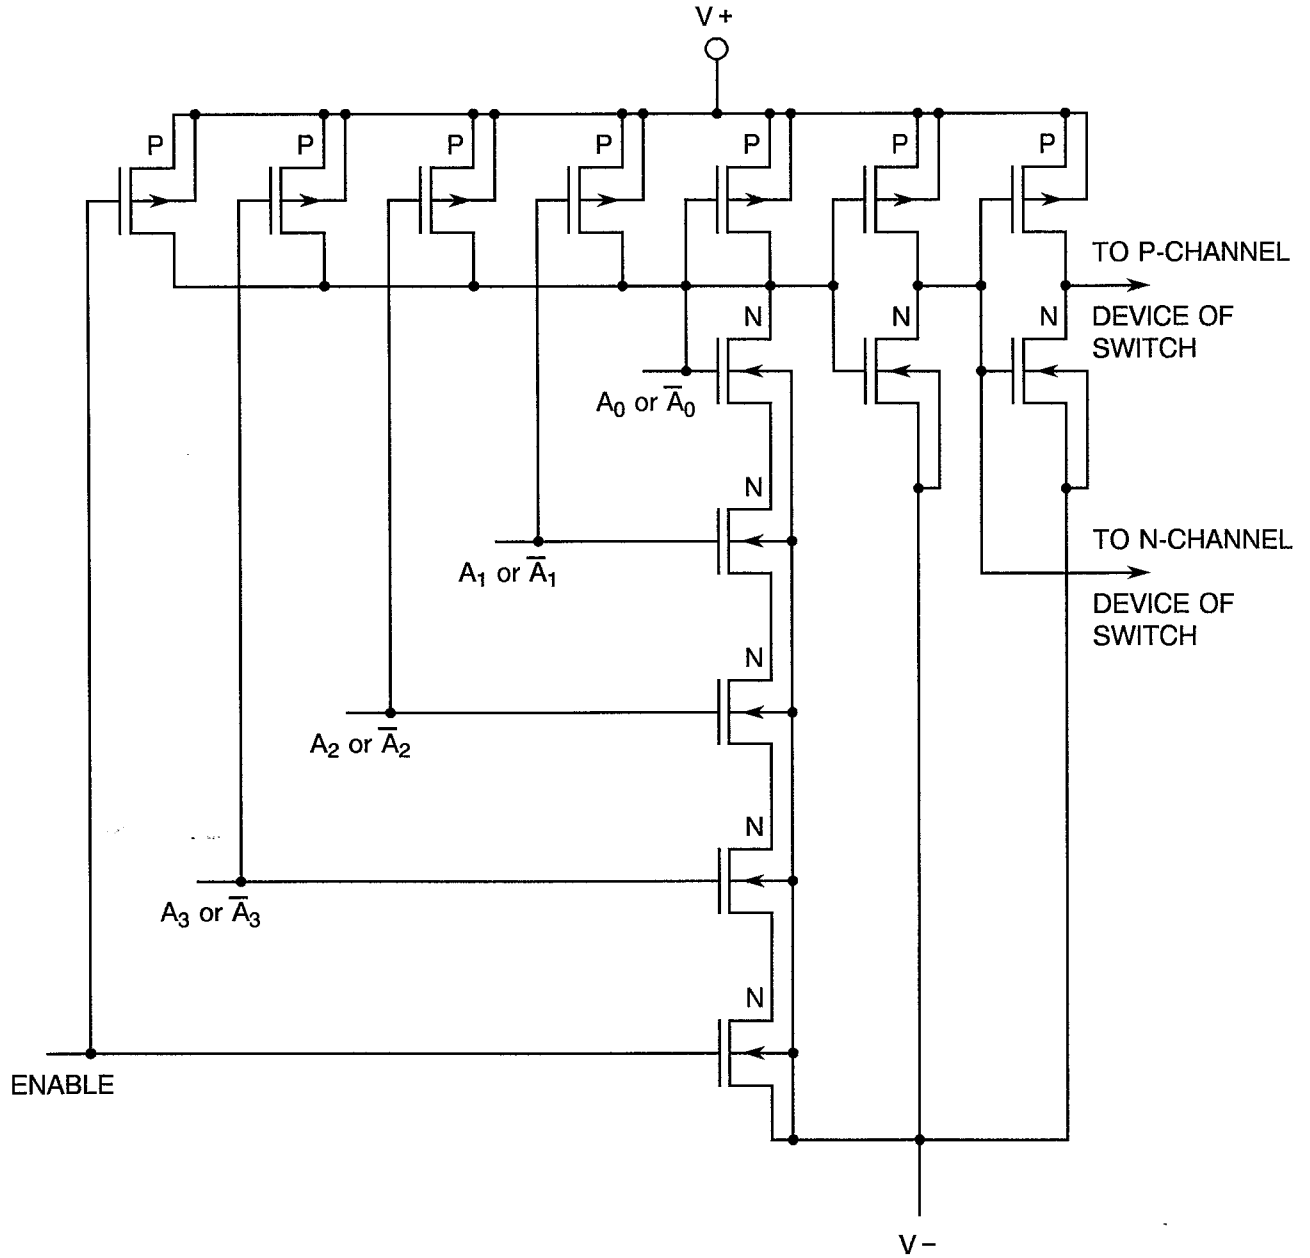 V+
P P P P P P P
TO P-CHANNEL
DEVICE OF
SWITCH
N N N
A₀ or A̅₀
N
A₁ or A̅₁
TO N-CHANNEL
DEVICE OF
SWITCH
N
A₂ or A̅₂
N
A₃ or A̅₃
N
ENABLE
V−